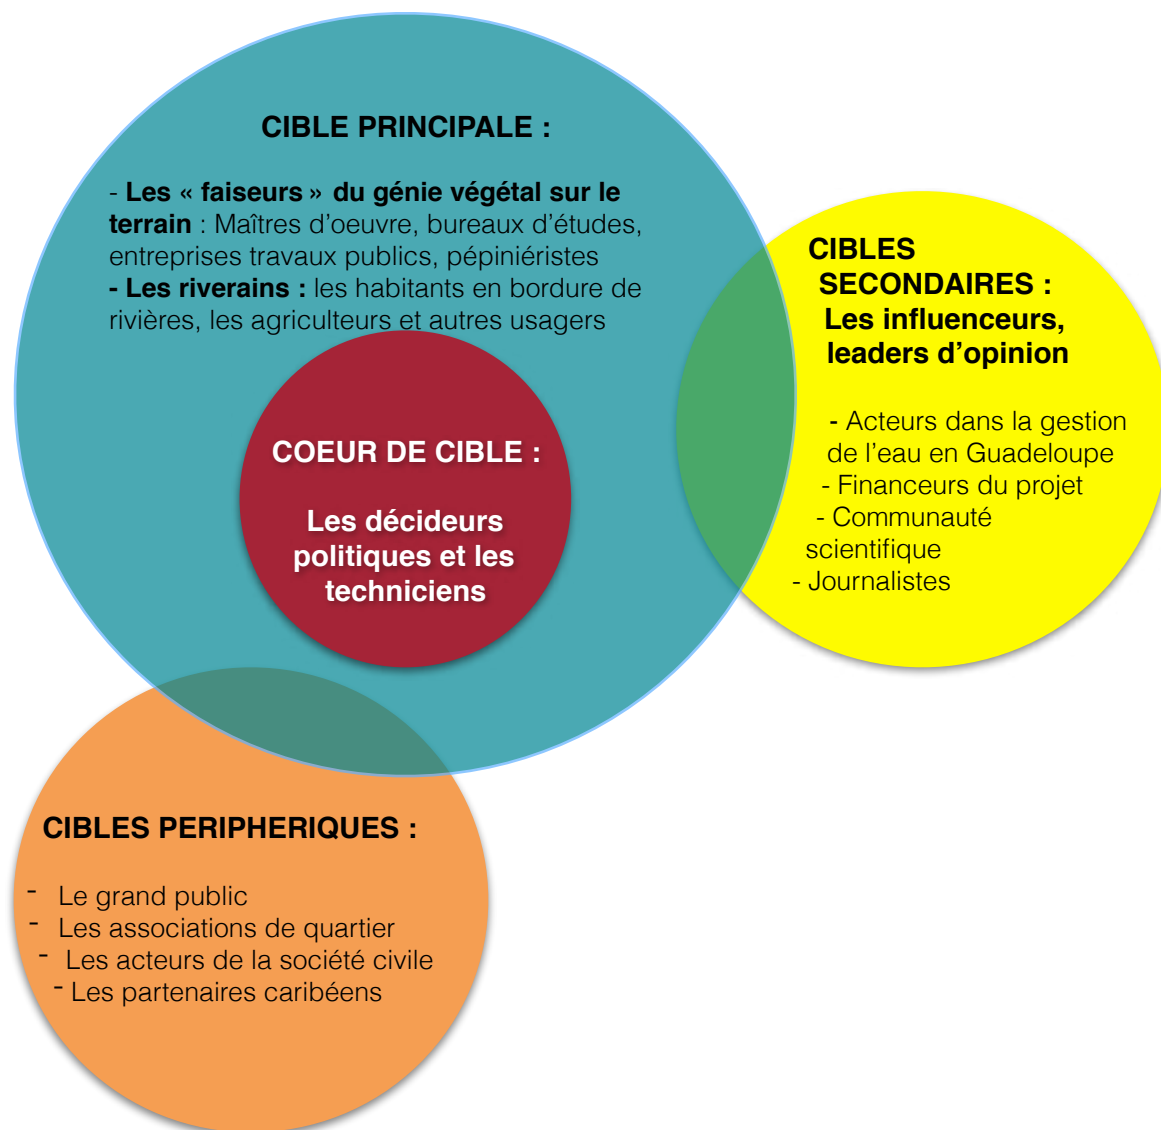 CIBLE PRINCIPALE :
- Les « faiseurs » du génie végétal sur le
terrain : Maîtres d'oeuvre, bureaux d'études,
entreprises travaux publics, pépiniéristes
- Les riverains : les habitants en bordure de
rivières, les agriculteurs et autres usagers
COEUR DE CIBLE :
Les décideurs
politiques et les
techniciens
CIBLES
SECONDAIRES :
Les influenceurs,
leaders d'opinion
- Acteurs dans la gestion
de l'eau en Guadeloupe
- Financeurs du projet
- Communauté
scientifique
- Journalistes
CIBLES PERIPHERIQUES :
- Le grand public
- Les associations de quartier
- Les acteurs de la société civile
- Les partenaires caribéens